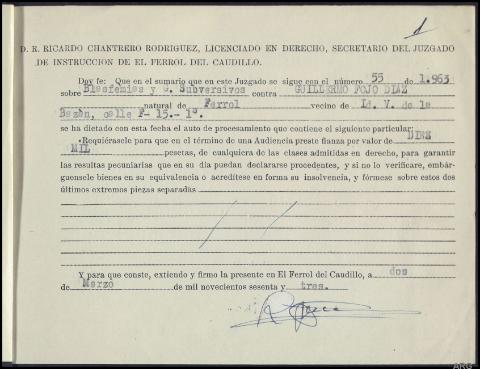 1
D. R. RICARDO CHANTRERO RODRIGUEZ, LICENCIADO EN DERECHO, SECRETARIO DEL JUZGADO
DE INSTRUCCION DE EL FERROL DEL CAUDILLO.
Doy fe: Que en el sumario que en este Juzgado se sigue con el número 55 de 1.963
sobre Blasfemias y G. Subversivos contra GUILLERMO POJO DIAZ
natural de Ferrol vecino de Id. V. de la
Bazán, calle F- 15.- 1º.
se ha dictado con esta fecha el auto de procesamiento que contiene el siguiente particular:
«Requiérasele para que en el término de una Audiencia preste fianza por valor de DIEZ
MIL pesetas, de cualquiera de las clases admitidas en derecho, para garantir
las resultas pecuniarias que en su día puedan declararse procedentes, y si no lo verificare, embár-
guensele bienes en su equivalencia o acredítese en forma su insolvencia, y fórmese sobre estos dos
últimos extremos piezas separadas
Y para que conste, extiendo y firmo la presente en El Ferrol del Caudillo, a dos
de Marzo de mil novecientos sesenta y tres.
ARG